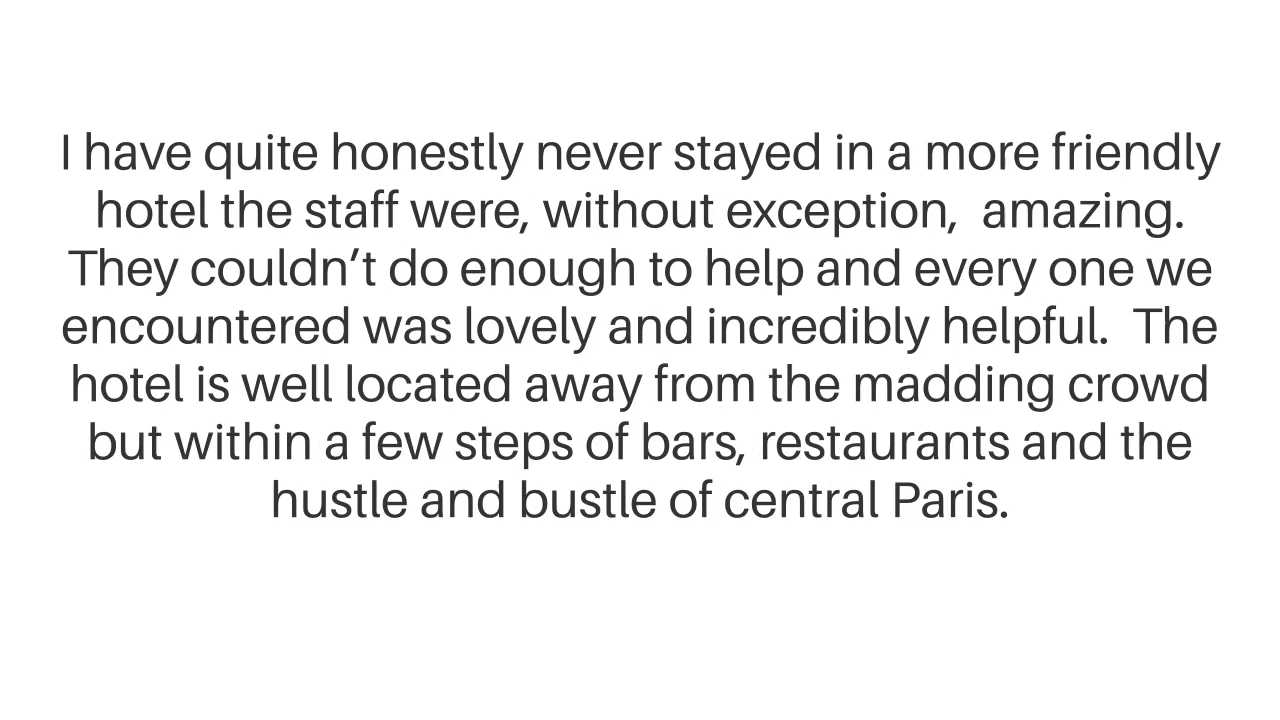 I have quite honestly never stayed in a more friendly
hotel the staff were, without exception,  amazing.
They couldn’t do enough to help and every one we
encountered was lovely and incredibly helpful.  The
hotel is well located away from the madding crowd
but within a few steps of bars, restaurants and the
hustle and bustle of central Paris.